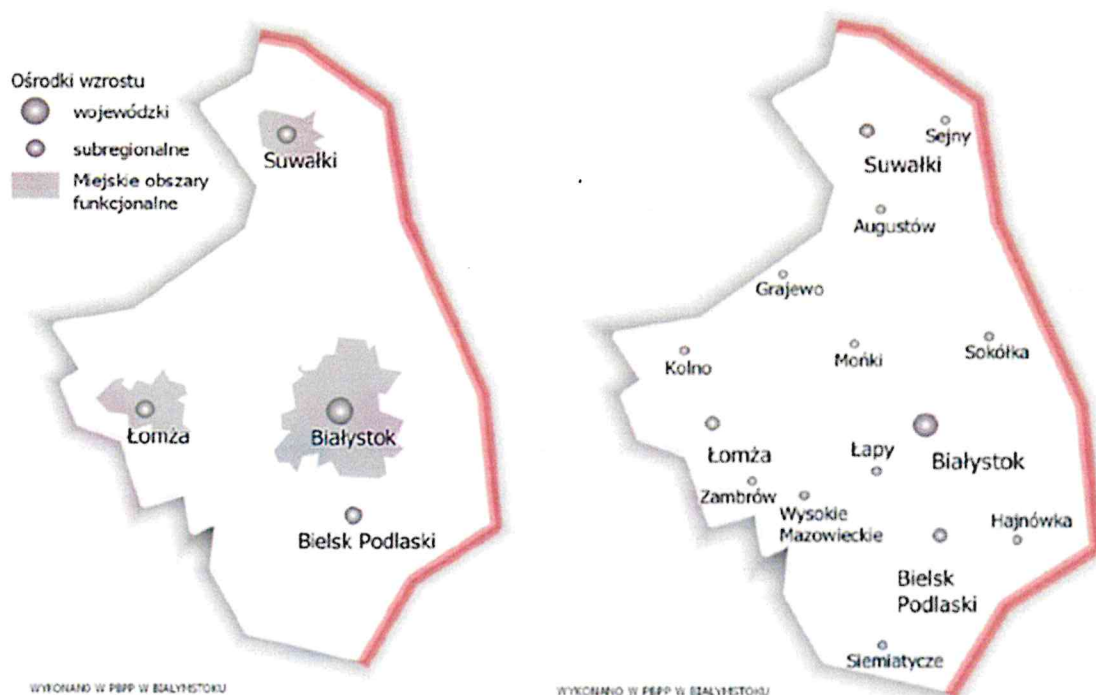 Ośrodki wzrostu
wojewódzki
subregionalne
Miejskie obszary
funkcjonalne
Suwałki
Łomża
Białystok
Bielsk Podlaski
WYKONANO W PBPP W BIAŁYMSTOKU
Sejny
Suwałki
Augustów
Grajewo
Kolno
Mońki
Sokółka
Łomża
Łapy
Białystok
Zambrów
Wysokie
Mazowieckie
Hajnówka
Bielsk
Podlaski
Siemiatycze
WYKONANO W PBPP W BIAŁYMSTOKU